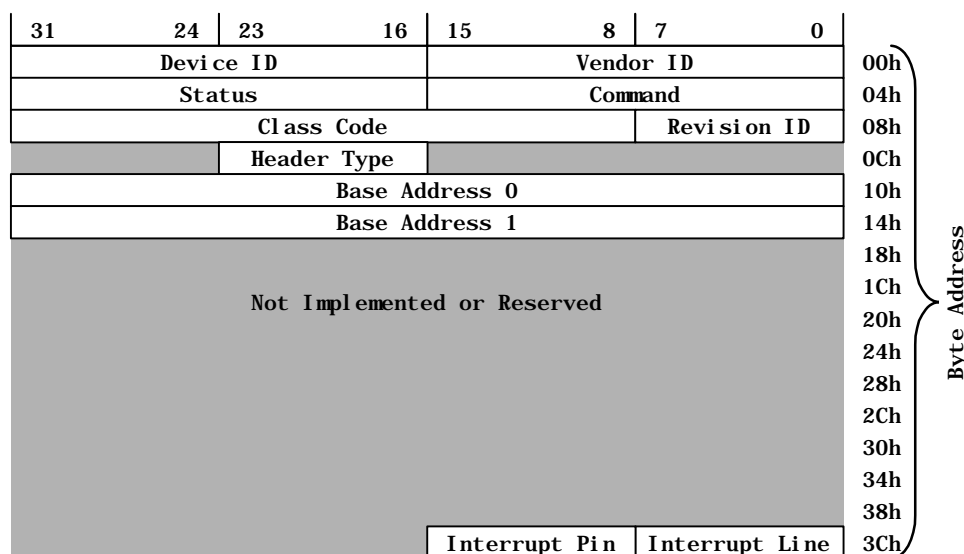 31 24 23 16 15 8 7 0
Device ID Vendor ID 00h
Status Command 04h
Class Code Revision ID 08h
Header Type 0Ch
Base Address 0 10h
Base Address 1 14h
18h
Not Implemented or Reserved 1Ch
20h
24h
28h
2Ch
30h
34h
38h
Interrupt Pin Interrupt Line 3Ch
Byte Address